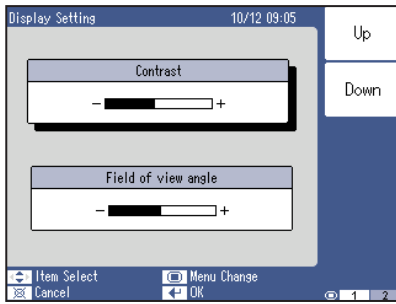 Display Setting 10/12 09:05
Up
Down
Contrast
- +
Field of view angle
- +
Item Select Menu Change
Cancel OK
1 2